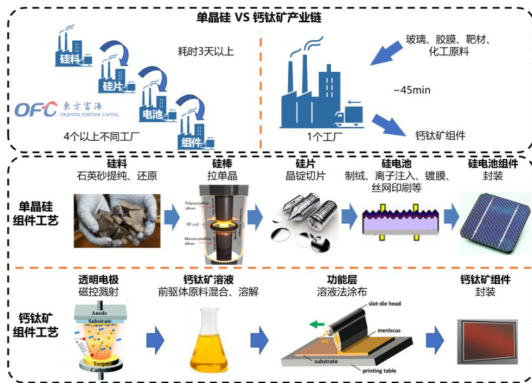 单晶硅 VS 钙钛矿产业链
硅料
硅片
电池
组件
耗时3天以上
OFC 東方富海
ORIENTAL FORTUNE CAPITAL
4个以上不同工厂
玻璃、胶膜、靶材、
化工原料
~45min
1个工厂
钙钛矿组件
单晶硅
组件工艺
硅料
石英砂提纯、还原
硅棒
拉单晶
硅片
晶锭切片
硅电池
制绒、离子注入、镀膜、
丝网印刷等
硅电池组件
封装
Polycrystalline
silicon
RF coil
Monocrystalline
silicon
钙钛矿
组件工艺
透明电极
磁控溅射
钙钛矿溶液
前驱体原料混合、溶解
功能层
溶液法涂布
钙钛矿组件
封装
Anode
Substrate
Target
slot-die head
ink
meniscus
substrate
printing table